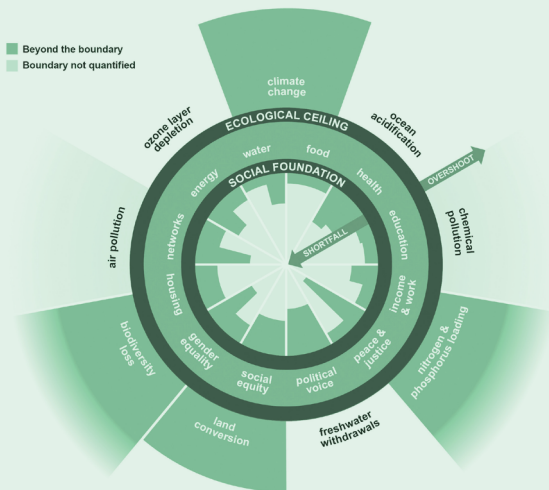 Beyond the boundary
Boundary not quantified
climate
change
ozone layer
depletion
ocean
acidification
ECOLOGICAL CEILING
OVERSHOOT
water
food
energy
health
SOCIAL FOUNDATION
SHORTFALL
networks
education
air pollution
chemical
pollution
housing
income
& work
gender
equality
peace &
justice
social
equity
political
voice
biodiversity
loss
nitrogen &
phosphorus loading
land
conversion
freshwater
withdrawals